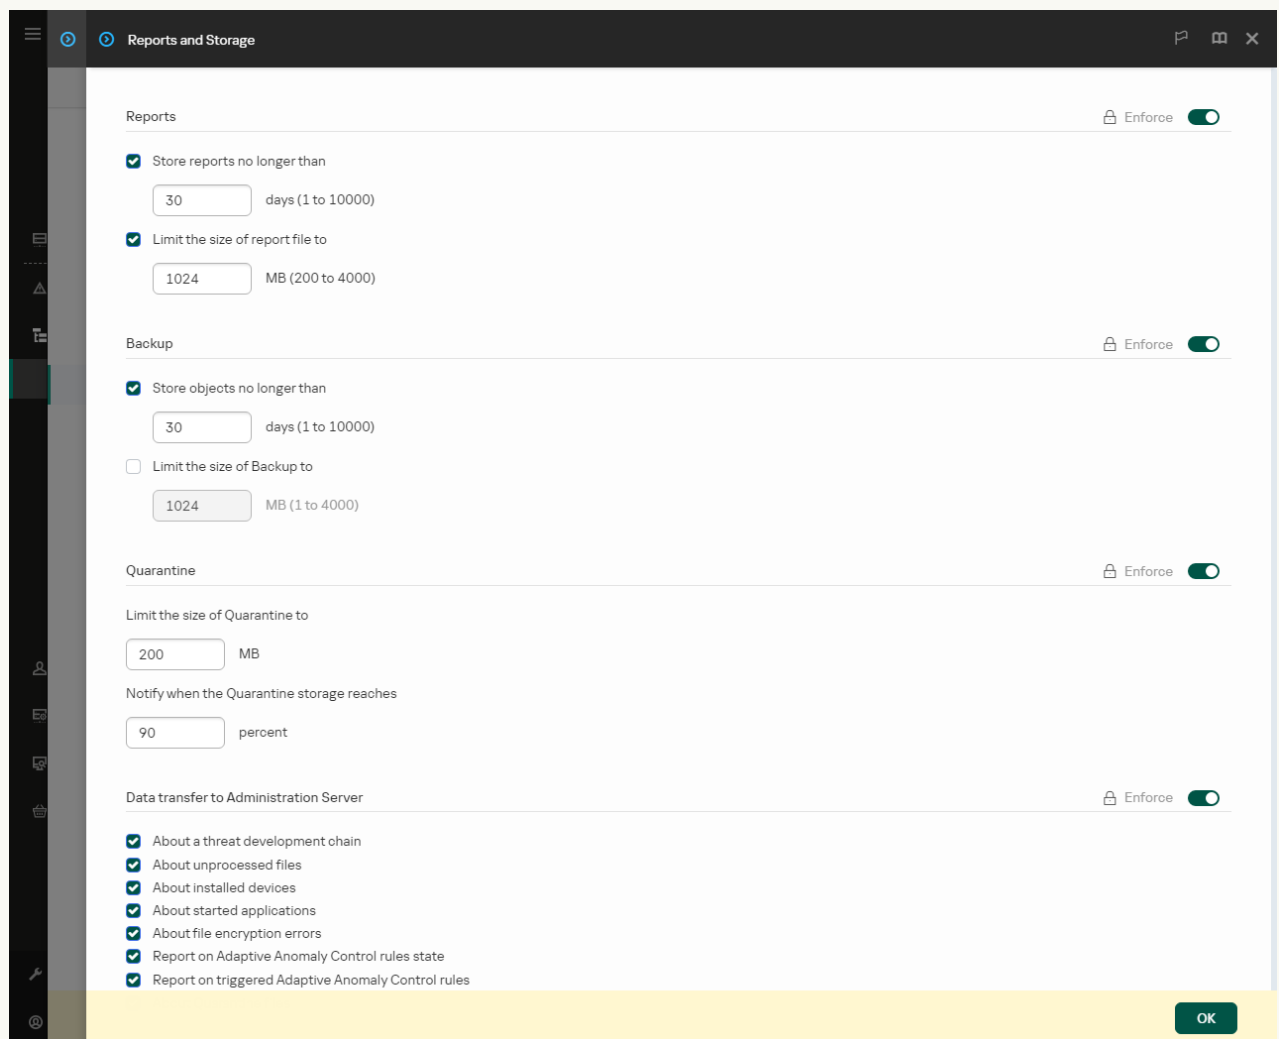 Reports and Storage
Reports
Enforce
Store reports no longer than
30 days (1 to 10000)
Limit the size of report file to
1024 MB (200 to 4000)
Backup
Enforce
Store objects no longer than
30 days (1 to 10000)
Limit the size of Backup to
1024 MB (1 to 4000)
Quarantine
Enforce
Limit the size of Quarantine to
200 MB
Notify when the Quarantine storage reaches
90 percent
Data transfer to Administration Server
Enforce
About a threat development chain
About unprocessed files
About installed devices
About started applications
About file encryption errors
Report on Adaptive Anomaly Control rules state
Report on triggered Adaptive Anomaly Control rules
OK